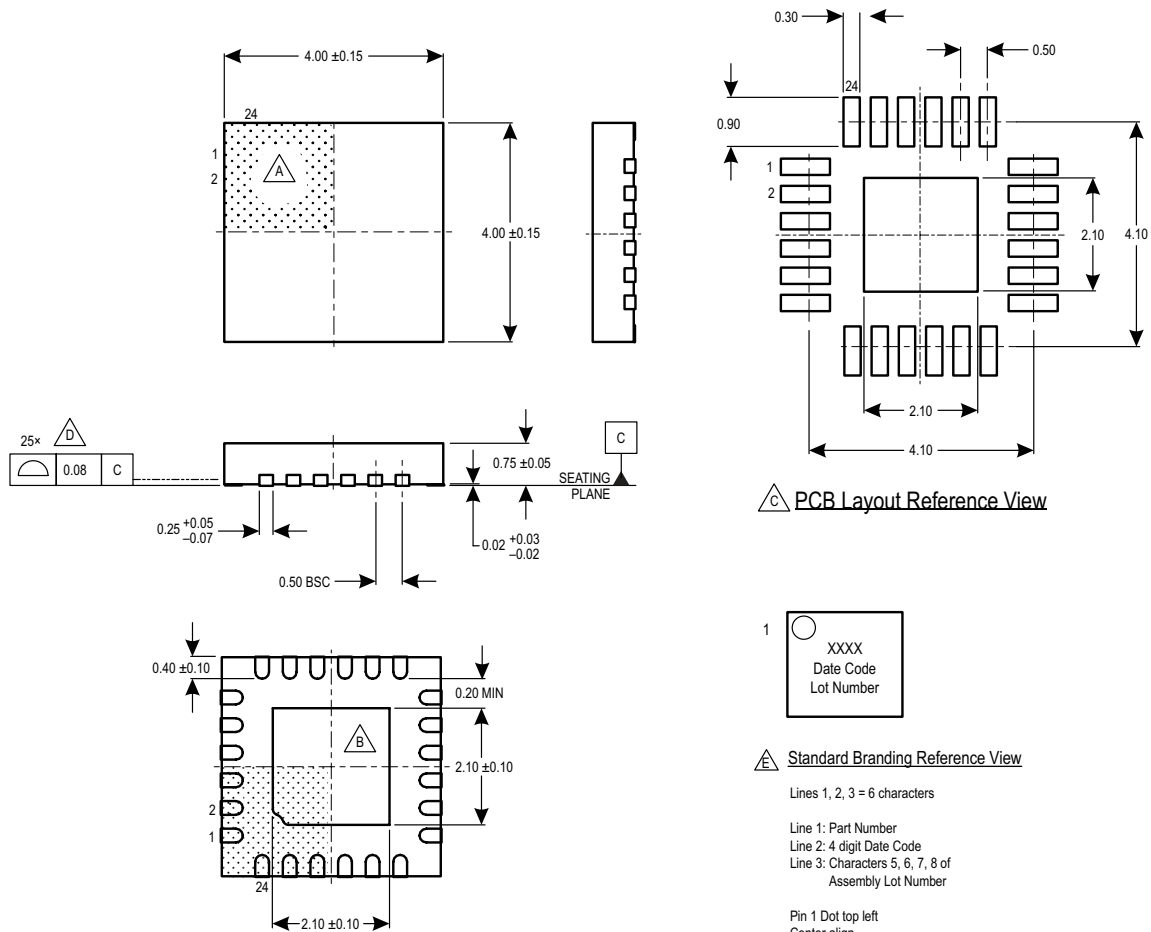 4.00 ±0.15
24
1
2
A
4.00 ±0.15
0.30
0.50
24
0.90
1
2
2.10
4.10
2.10
4.10
C PCB Layout Reference View
25×
D
0.08
C
0.75 ±0.05
C
SEATING
PLANE
0.25 +0.05
–0.07
0.02 +0.03
–0.02
0.50 BSC
0.40 ±0.10
0.20 MIN
B
2.10 ±0.10
2
1
24
2.10 ±0.10
1
XXXX
Date Code
Lot Number
E Standard Branding Reference View
Lines 1, 2, 3 = 6 characters
Line 1: Part Number
Line 2: 4 digit Date Code
Line 3: Characters 5, 6, 7, 8 of
Assembly Lot Number
Pin 1 Dot top left
Center align